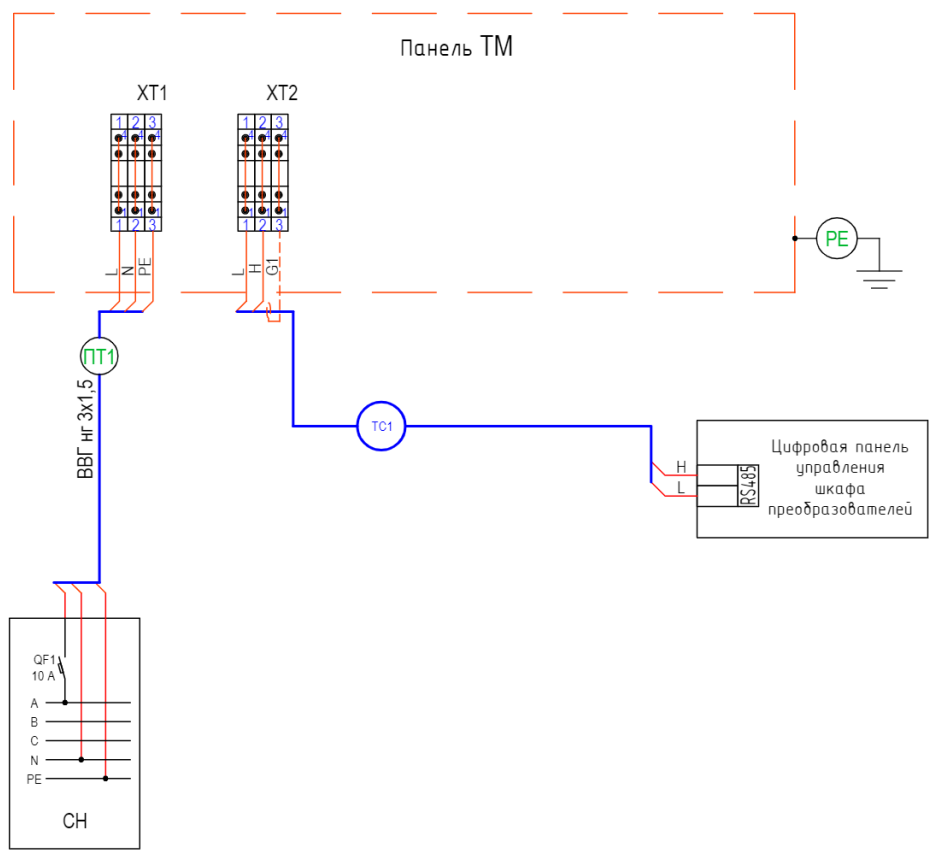 Панель ТМ
XT1
XT2
1 2 3
4 4 4
1 1 1
1 2 3
1 2 3
4 4 4
1 1 1
1 2 3
L
N
PE
L
H
G1
PE
ПТ1
ВВГ нг 3х1,5
TC1
H
L
RS485
Цифровая панель
управления
шкафа
преобразователей
QF1
10 A
A
B
C
N
PE
СН